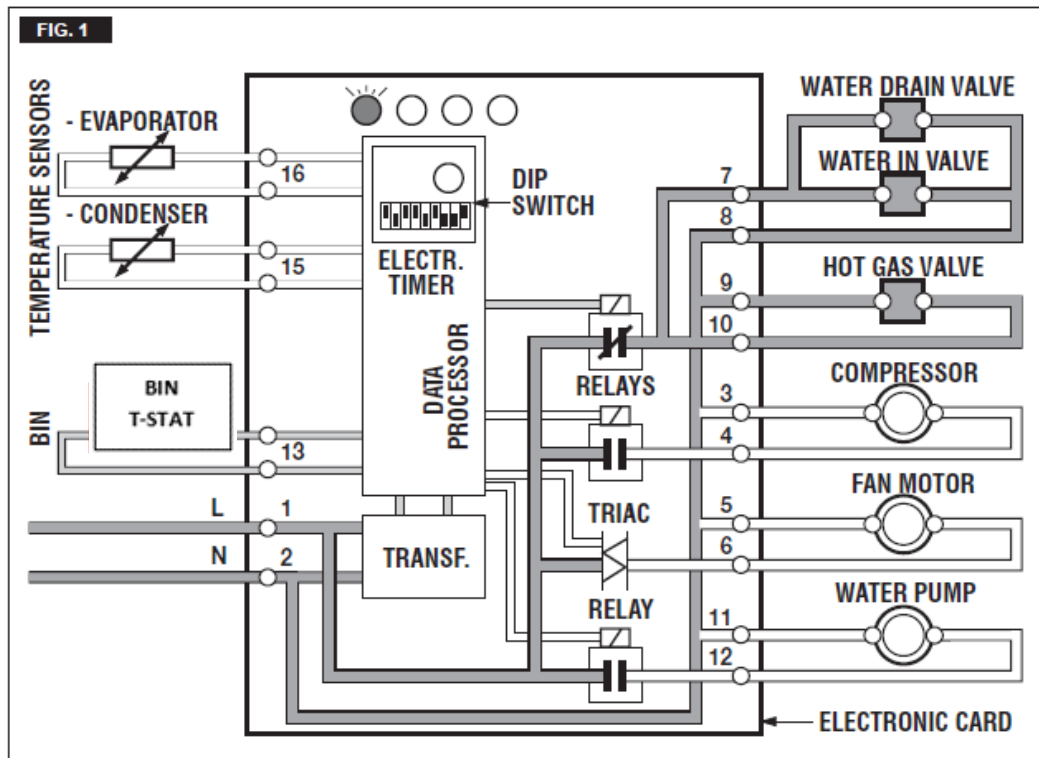 FIG. 1
TEMPERATURE SENSORS
- EVAPORATOR
16
- CONDENSER
15
BIN
BIN
T-STAT
13
L
1
N
2
DIP
SWITCH
ELECTR.
TIMER
DATA
PROCESSOR
TRANSF.
RELAYS
TRIAC
RELAY
WATER DRAIN VALVE
WATER IN VALVE
7
8
HOT GAS VALVE
9
10
COMPRESSOR
3
4
FAN MOTOR
5
6
WATER PUMP
11
12
ELECTRONIC CARD